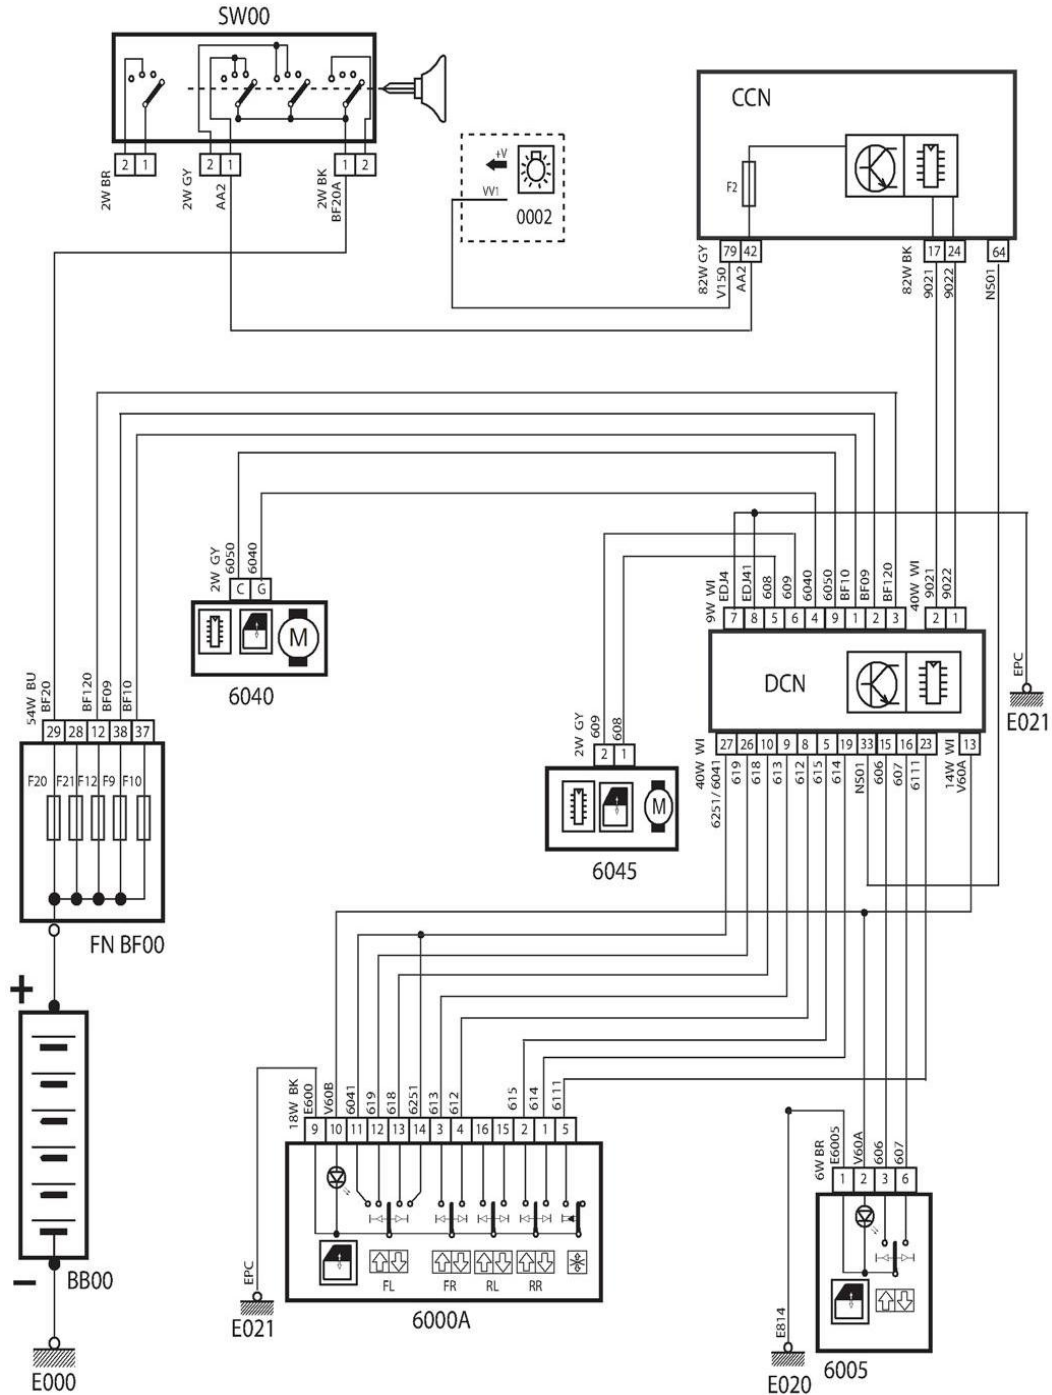 SW00
2 1
2 1
1 2
2W BR
2W GY
AA2
2W BK
BF20A
+V
VV1
0002
CCN
F2
79 42
17 24
64
82W GY
V150
AA2
82W BK
9021
9022
N501
2W GY
6050
6040
C G
M
6040
9W WI
EDJ4
EDJ41
608
609
6040
6050
BF10
BF09
BF120
40W WI
9021
9022
7 8 5 6 4 9 1 2 3
2 1
DCN
EPC
E021
54W BU
BF20
BF120
BF09
BF10
29 28 12 38 37
F20 F21 F12 F9 F10
FN BF00
2W GY
609
608
2 1
M
6045
27 26 10 9 8 5 19 33 15 16 23
13
40W WI
6251/6041
619
618
613
612
615
614
N501
606
607
6111
14W WI
V60A
+
−
BB00
E000
18W BK
E600
V60B
6041
619
618
6251
613
612
615
614
6111
9 10 11 12 13 14 3 4 16 15 2 1 5
FL FR RL RR
6000A
EPC
E021
6W BR
E6005
V60A
606
607
1 2 3 6
6005
E814
E020